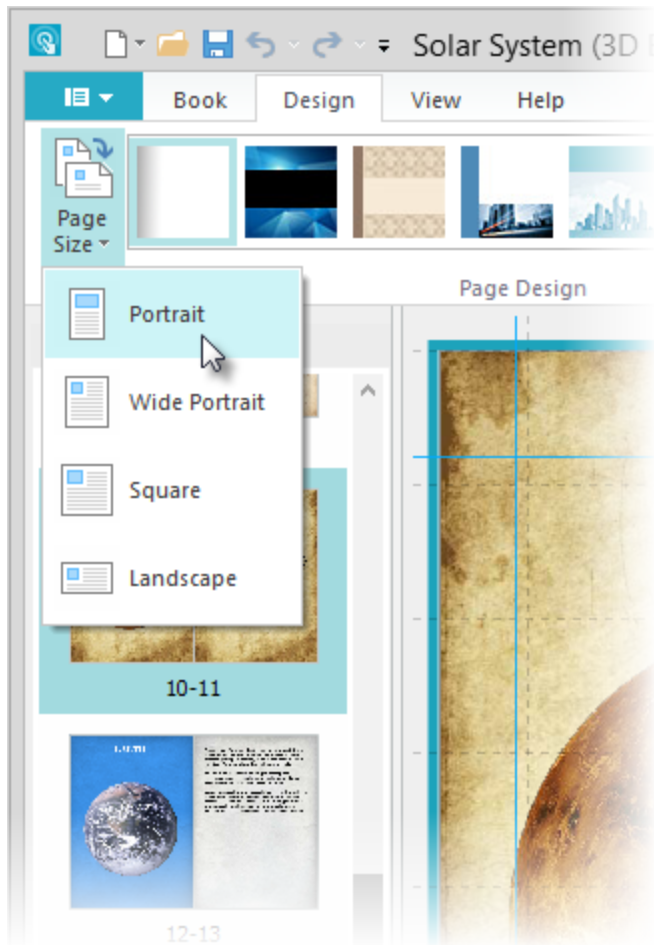 Solar System (3D
Book Design View Help
Page
Size
Page Design
Portrait
Wide Portrait
Square
Landscape
10-11
12-13